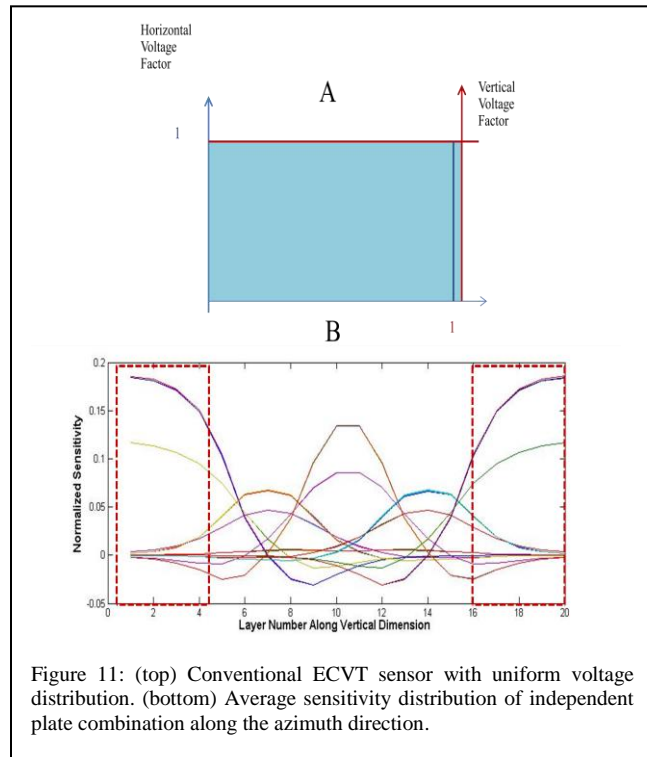 Horizontal
Voltage
Factor
A
Vertical
Voltage
Factor
1
B
1
0.2
0.15
0.1
0.05
0
-0.05
Normalized Sensitivity
0 2 4 6 8 10 12 14 16 18 20
Layer Number Along Vertical Dimension
Figure 11: (top) Conventional ECVT sensor with uniform voltage
distribution. (bottom) Average sensitivity distribution of independent
plate combination along the azimuth direction.